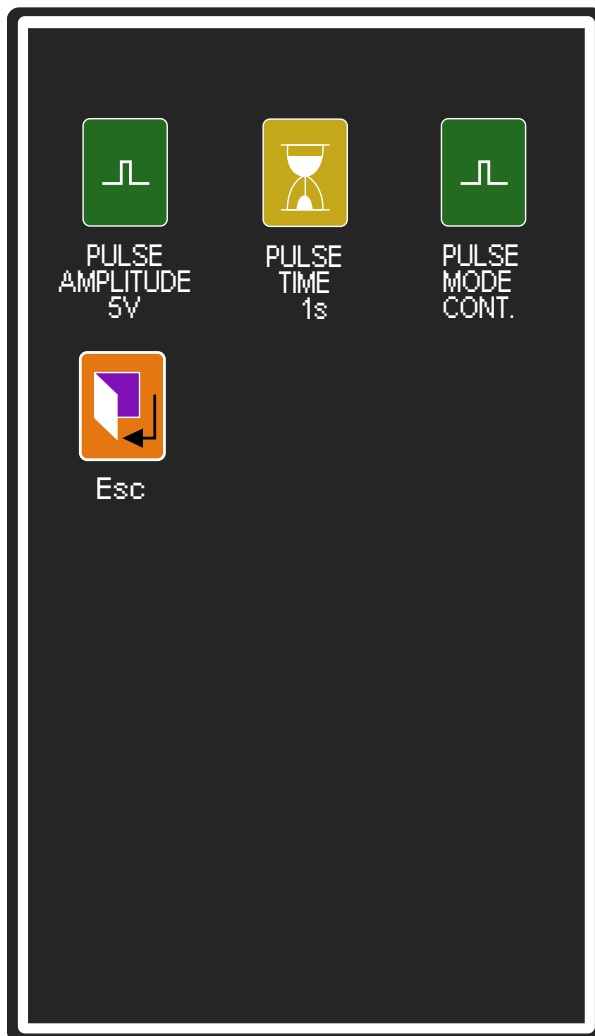 PULSE
AMPLITUDE
5V
PULSE
TIME
1s
PULSE
MODE
CONT.
Esc